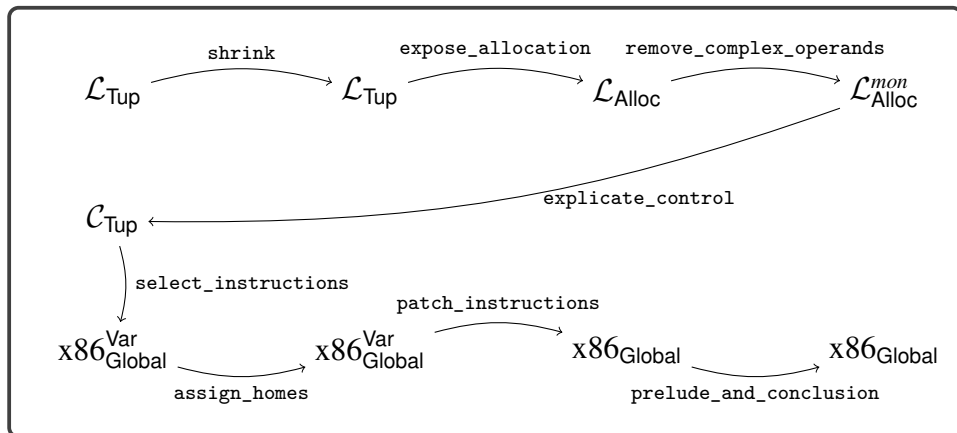 shrink expose_allocation remove_complex_operands
ℒ_Tup ℒ_Tup ℒ_Alloc ℒ^mon_Alloc
explicate_control
𝒞_Tup
select_instructions
patch_instructions
x86^Var_Global x86^Var_Global x86_Global x86_Global
assign_homes prelude_and_conclusion